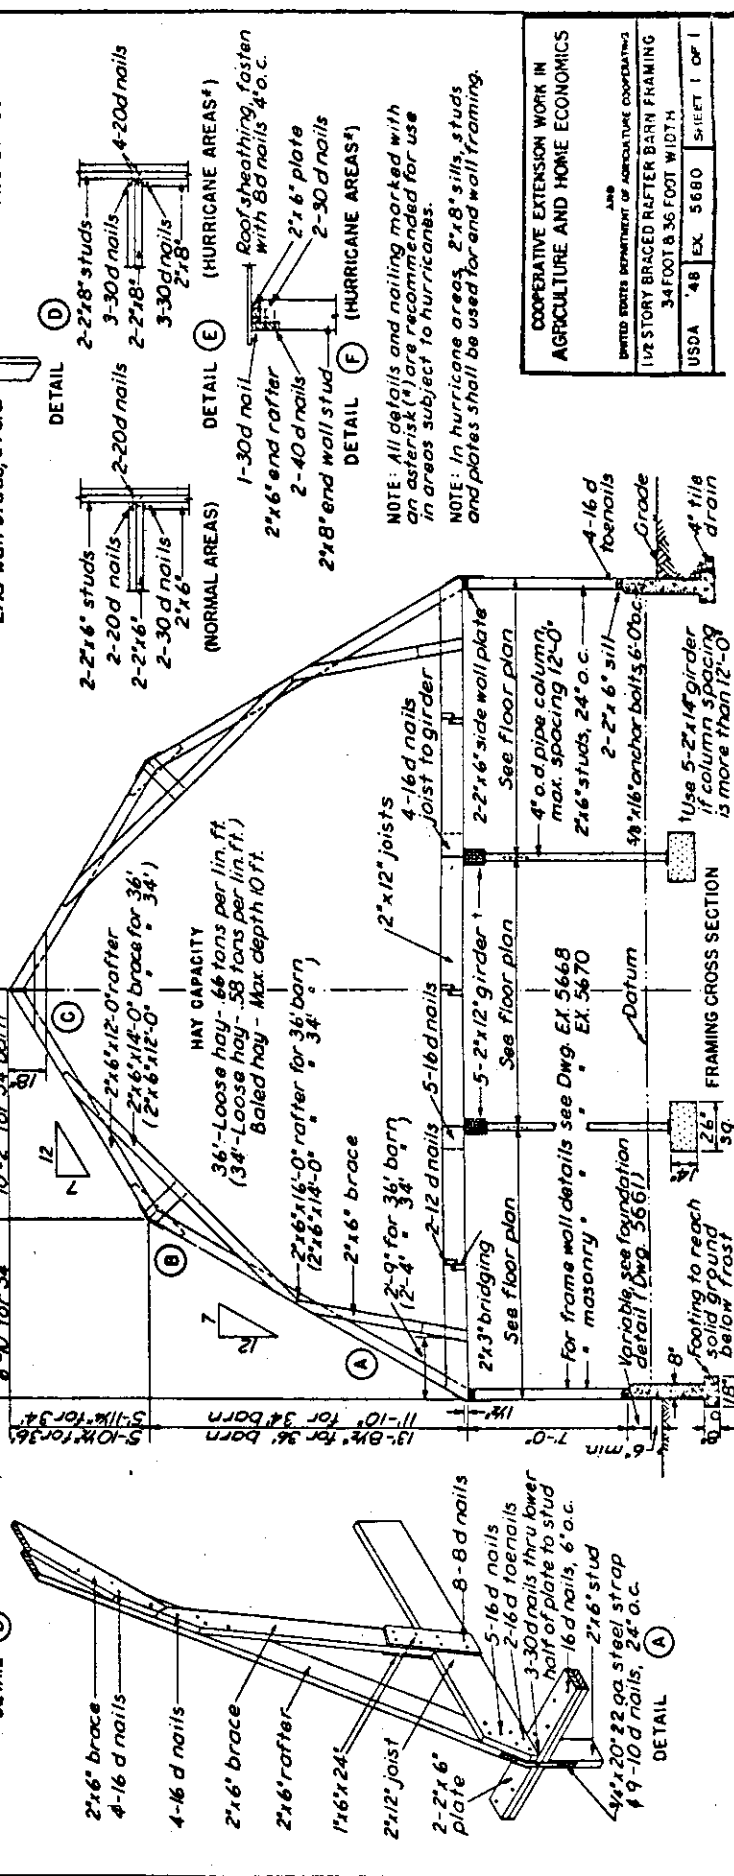 2"x6" brace
4-16 d nails
4-16 d nails
2"x6" brace
2"x6" rafter
1"x6"x24"
2"x12" joist
2-2"x6"
plate
8-8d nails
5-16d nails
2-16d toenails
3-30d nails thru lower
half of plate to stud
16d nails, 6" o.c.
2"x6" stud
20" 22 ga. steel strap
9-10 d nails, 24" o.c.
DETAIL A
5'-10½" for 36'
5'-11¼" for 34'
13'-8½" for 36' barn
11'-10" for 34' barn
1½"
7'-0"
6" min
18"
12
7
7
12
C
B
A
2"x6"x12'-0" rafter
2"x6"x14'-0" brace for 36'
(2"x6"x12'-0" " " 34')
HAY CAPACITY
36'-Loose hay-.66 tons per lin. ft.
(34'-Loose hay-.58 tons per lin. ft.)
Baled hay - Max. depth 10 ft.
2"x6"x16'-0" rafter for 36' barn
(2"x6"x14'-0" " " 34' " )
2"x6" brace
2'-9" for 36' barn
(2'-4" " 34' " )
2-12 d nails
5-16d nails
2"x12" joists
4-16d nails
joist to girder
2"x3" bridging
See floor plan
5-2"x12" girder †
See floor plan
2-2"x6" side wall plate
See floor plan
For frame wall details see Dwg. EX. 5668
" masonry " " " " EX. 5670
4" o.d. pipe column,
max. spacing 12'-0"
2"x6" studs, 24" o.c.
2-2"x6" sill
4-16 d
toenails
Variable, see foundation
detail (Dwg. 5661)
Datum
5/8"x16" anchor bolts, 6'-0" o.c.
Grade
4" tile
drain
8"
Footing to reach
solid ground
below frost
14"
26"
sq.
FRAMING CROSS SECTION
†Use 5-2"x14" girder
if column spacing
is more than 12'-0"
DETAIL D
2-2"x6" studs
2-20d nails
2-2"x6"
2-30d nails
2"x6"
2-20d nails
(NORMAL AREAS)
2-2"x8" studs
3-30d nails
2-2"x8"
3-30d nails
2"x8"
4-20d nails
DETAIL E
(HURRICANE AREAS*)
1-30d nail
2"x6" end rafter
2-40d nails
2"x8" end wall stud
Roof sheathing, fasten
with 8d nails 4" o.c.
2"x6" plate
2-30d nails
DETAIL F
(HURRICANE AREAS*)
NOTE: All details and nailing marked with
an asterisk (*) are recommended for use
in areas subject to hurricanes.
NOTE: In hurricane areas, 2"x8" sills, studs
and plates shall be used for end wall framing.
COOPERATIVE EXTENSION WORK IN
AGRICULTURE AND HOME ECONOMICS
AND
UNITED STATES DEPARTMENT OF AGRICULTURE COOPERATING
1 1/2 STORY BRACED RAFTER BARN FRAMING
34 FOOT & 36 FOOT WIDTH
USDA '48 EX. 5680 SHEET 1 OF 1